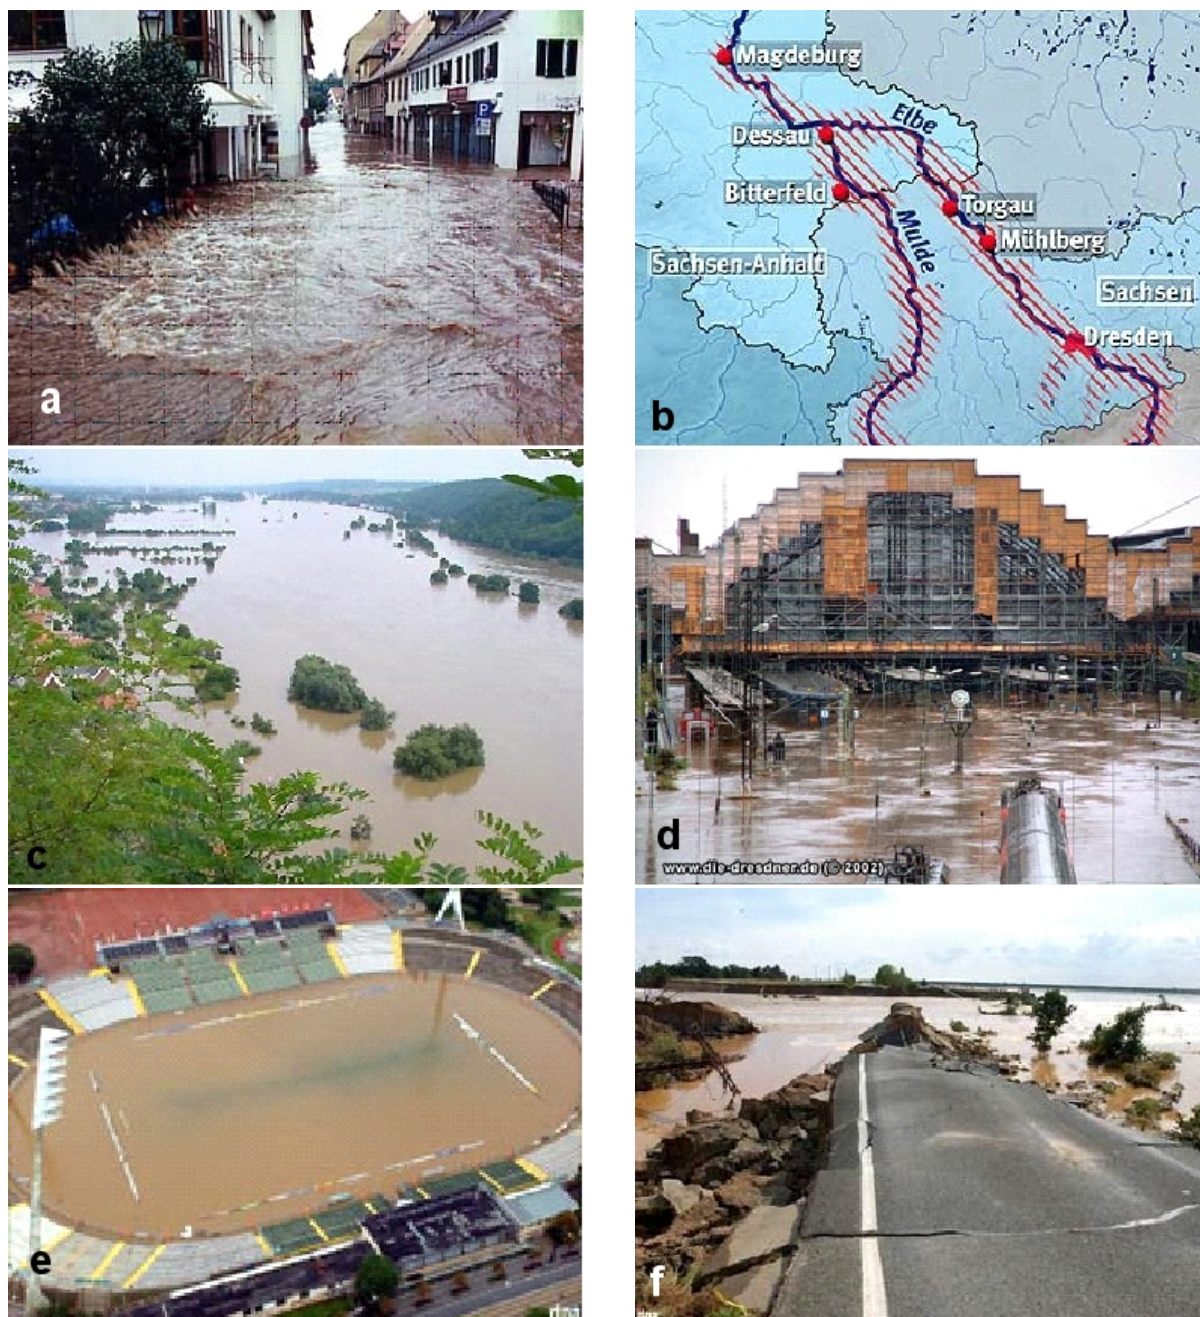 P
a
Magdeburg
Elbe
Dessau
Bitterfeld
Torgau
Mulde
Mühlberg
Sachsen-Anhalt
Sachsen
Dresden
b
c
d
www.die-dresdner.de (© 2002)
e
f